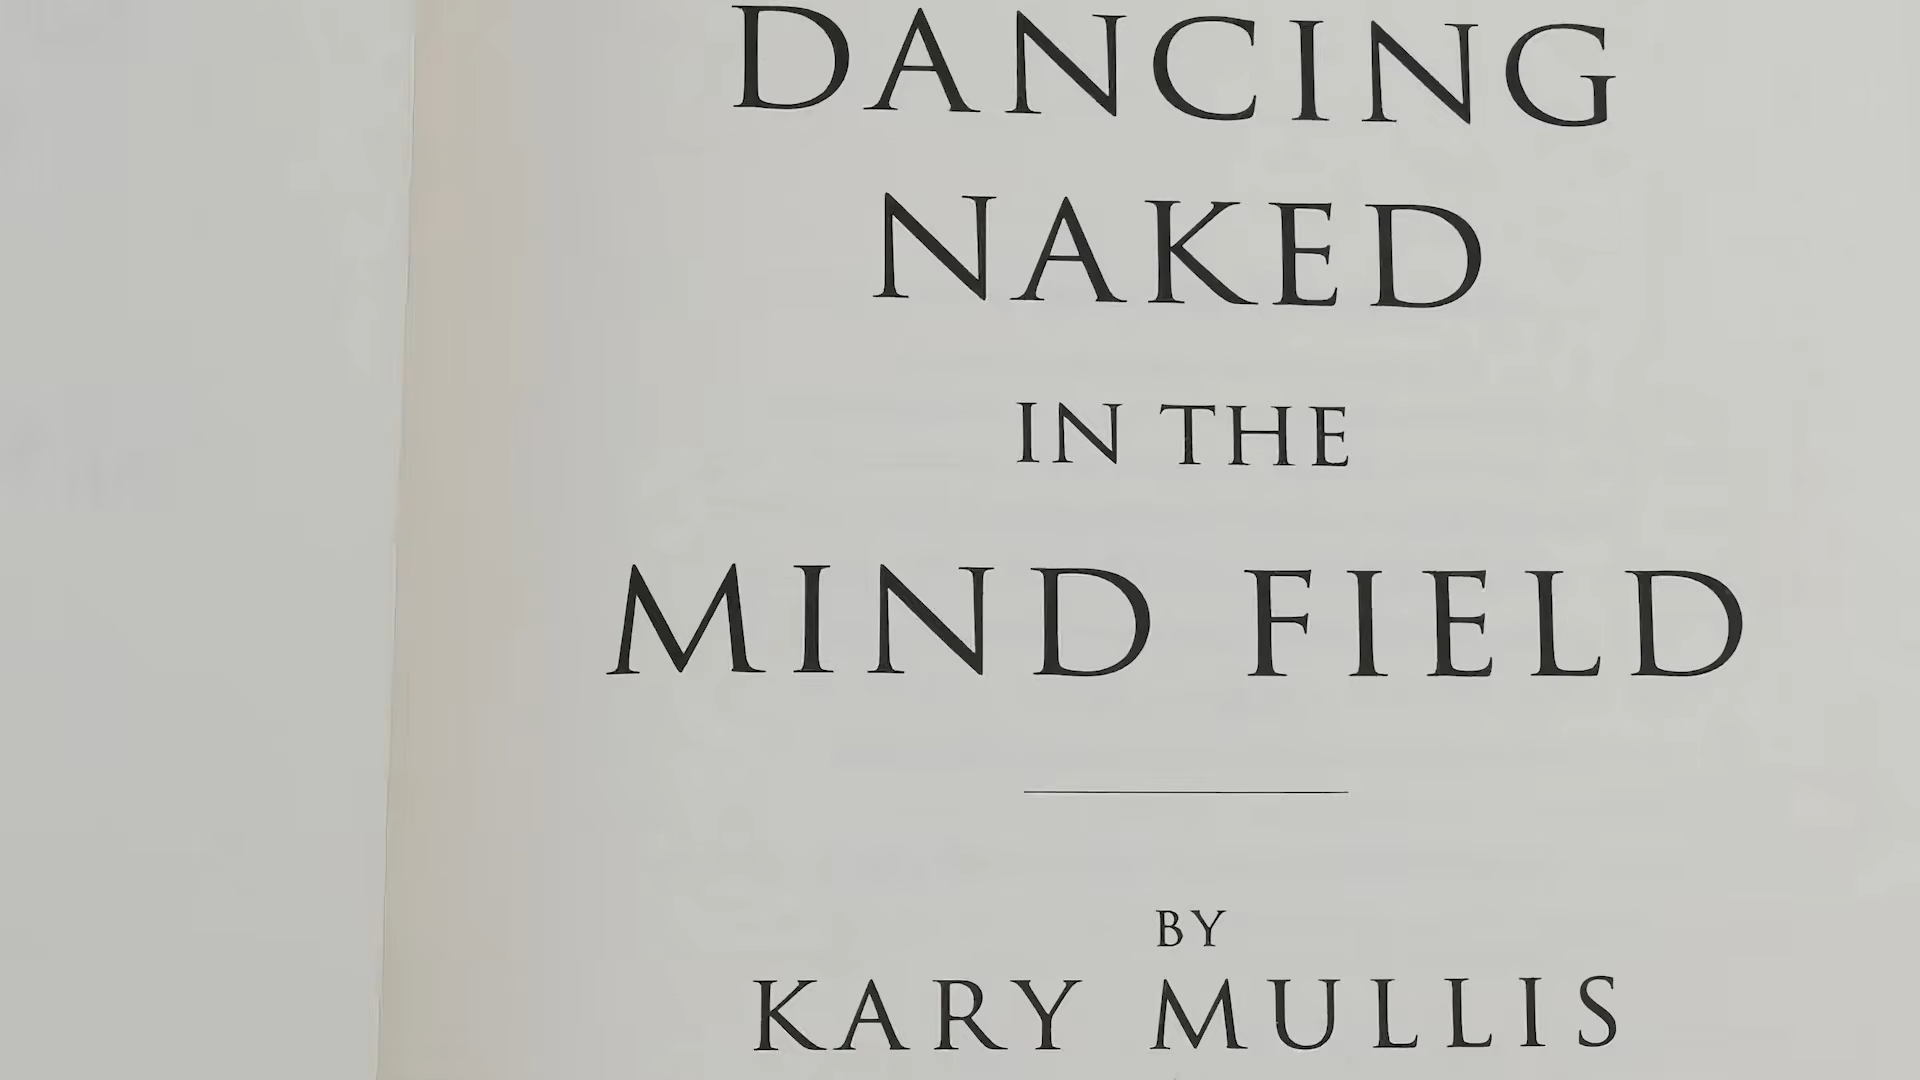 DANCING
NAKED
IN THE
MIND FIELD
BY
KARY MULLIS